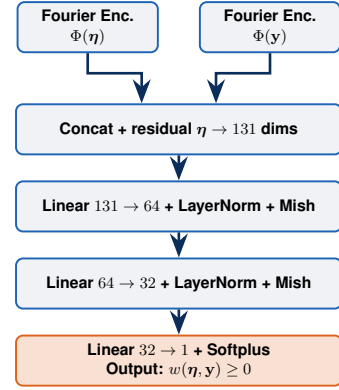 Fourier Enc.
Φ(η)
Fourier Enc.
Φ(y)
Concat + residual η → 131 dims
Linear 131 → 64 + LayerNorm + Mish
Linear 64 → 32 + LayerNorm + Mish
Linear 32 → 1 + Softplus
Output: w(η, y) ≥ 0